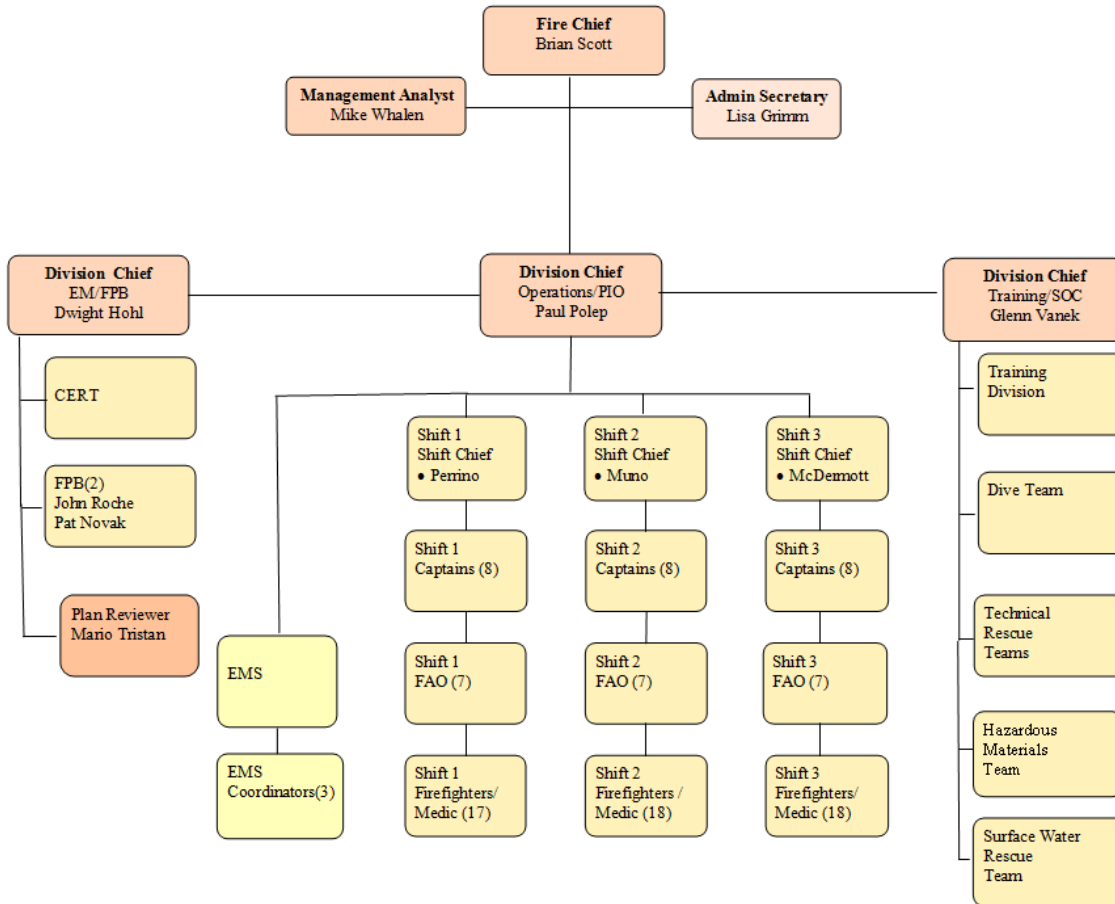 Fire Chief
Brian Scott
Management Analyst
Mike Whalen
Admin Secretary
Lisa Grimm
Division Chief
EM/FPB
Dwight Hohl
Division Chief
Operations/PIO
Paul Polep
Division Chief
Training/SOC
Glenn Vanek
CERT
FPB(2)
John Roche
Pat Novak
Plan Reviewer
Mario Tristan
EMS
EMS
Coordinators(3)
Shift 1
Shift Chief
• Perrino
Shift 1
Captains (8)
Shift 1
FAO (7)
Shift 1
Firefighters/
Medic (17)
Shift 2
Shift Chief
• Muno
Shift 2
Captains (8)
Shift 2
FAO (7)
Shift 2
Firefighters /
Medic (18)
Shift 3
Shift Chief
• McDermott
Shift 3
Captains (8)
Shift 3
FAO (7)
Shift 3
Firefighters/
Medic (18)
Training
Division
Dive Team
Technical
Rescue
Teams
Hazardous
Materials
Team
Surface Water
Rescue
Team